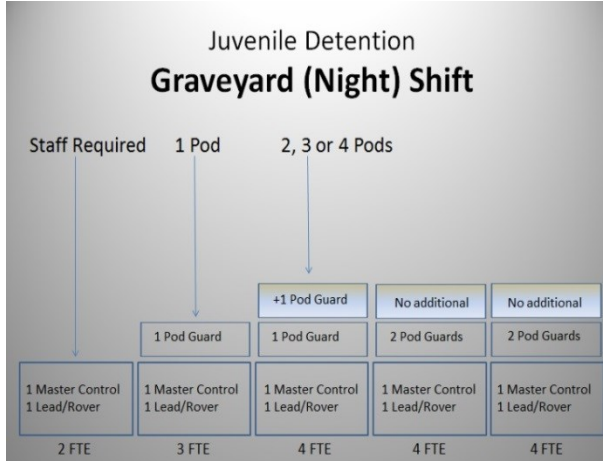 Juvenile Detention
Graveyard (Night) Shift
Staff Required
1 Pod
2, 3 or 4 Pods
+1 Pod Guard
No additional
No additional
1 Pod Guard
1 Pod Guard
2 Pod Guards
2 Pod Guards
1 Master Control
1 Lead/Rover
1 Master Control
1 Lead/Rover
1 Master Control
1 Lead/Rover
1 Master Control
1 Lead/Rover
1 Master Control
1 Lead/Rover
2 FTE
3 FTE
4 FTE
4 FTE
4 FTE